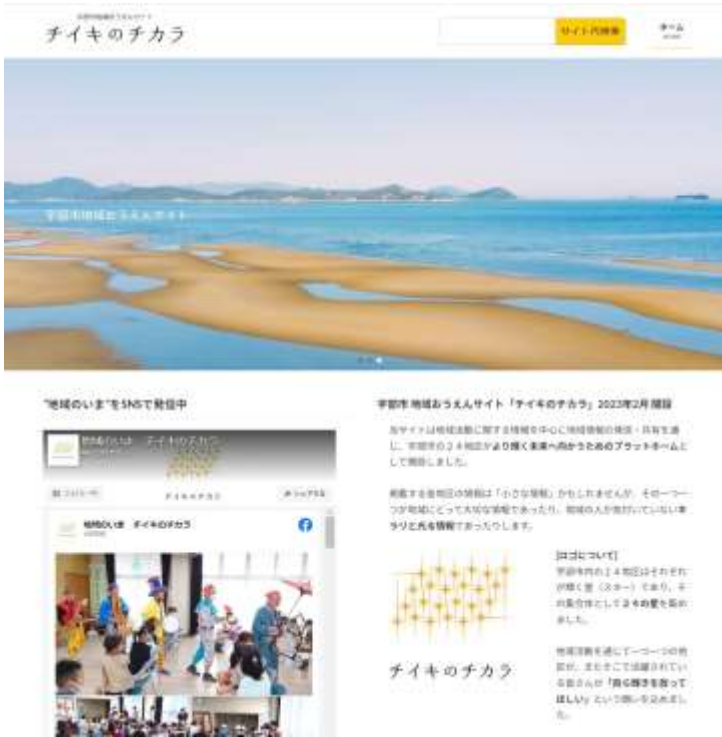 宇部市地域おうえんサイト
チイキのチカラ
サイト内検索
ホーム
宇部市地域おうえんサイト
"地域のいま"をSNSで発信中
宇部市 地域おうえんサイト「チイキのチカラ」2023年2月 開設
当サイトは地域活動に関する情報を中心に地域情報の発信・共有を通
じ、宇部市の２４地区がより輝く未来へ向かうためのプラットホームと
して開設しました。
掲載する各地区の情報は「小さな情報」かもしれませんが、その一つ一
つが地域にとって大切な情報であったり、地域の人が気付いていないキ
ラリと光る情報であったりします。
地域のいま チイキのチカラ
チイキのチカラ
シェアする
地域のいま チイキのチカラ
[ロゴについて]
宇部市内の２４地区はそれぞれ
が輝く星（スター）であり、そ
の集合体として２４の星を集め
ました。
チイキのチカラ
地域活動を通じて一つ一つの地
区が、またそこで活躍されてい
る皆さんが「自ら輝きを放って
ほしい」という願いを込めまし
た。